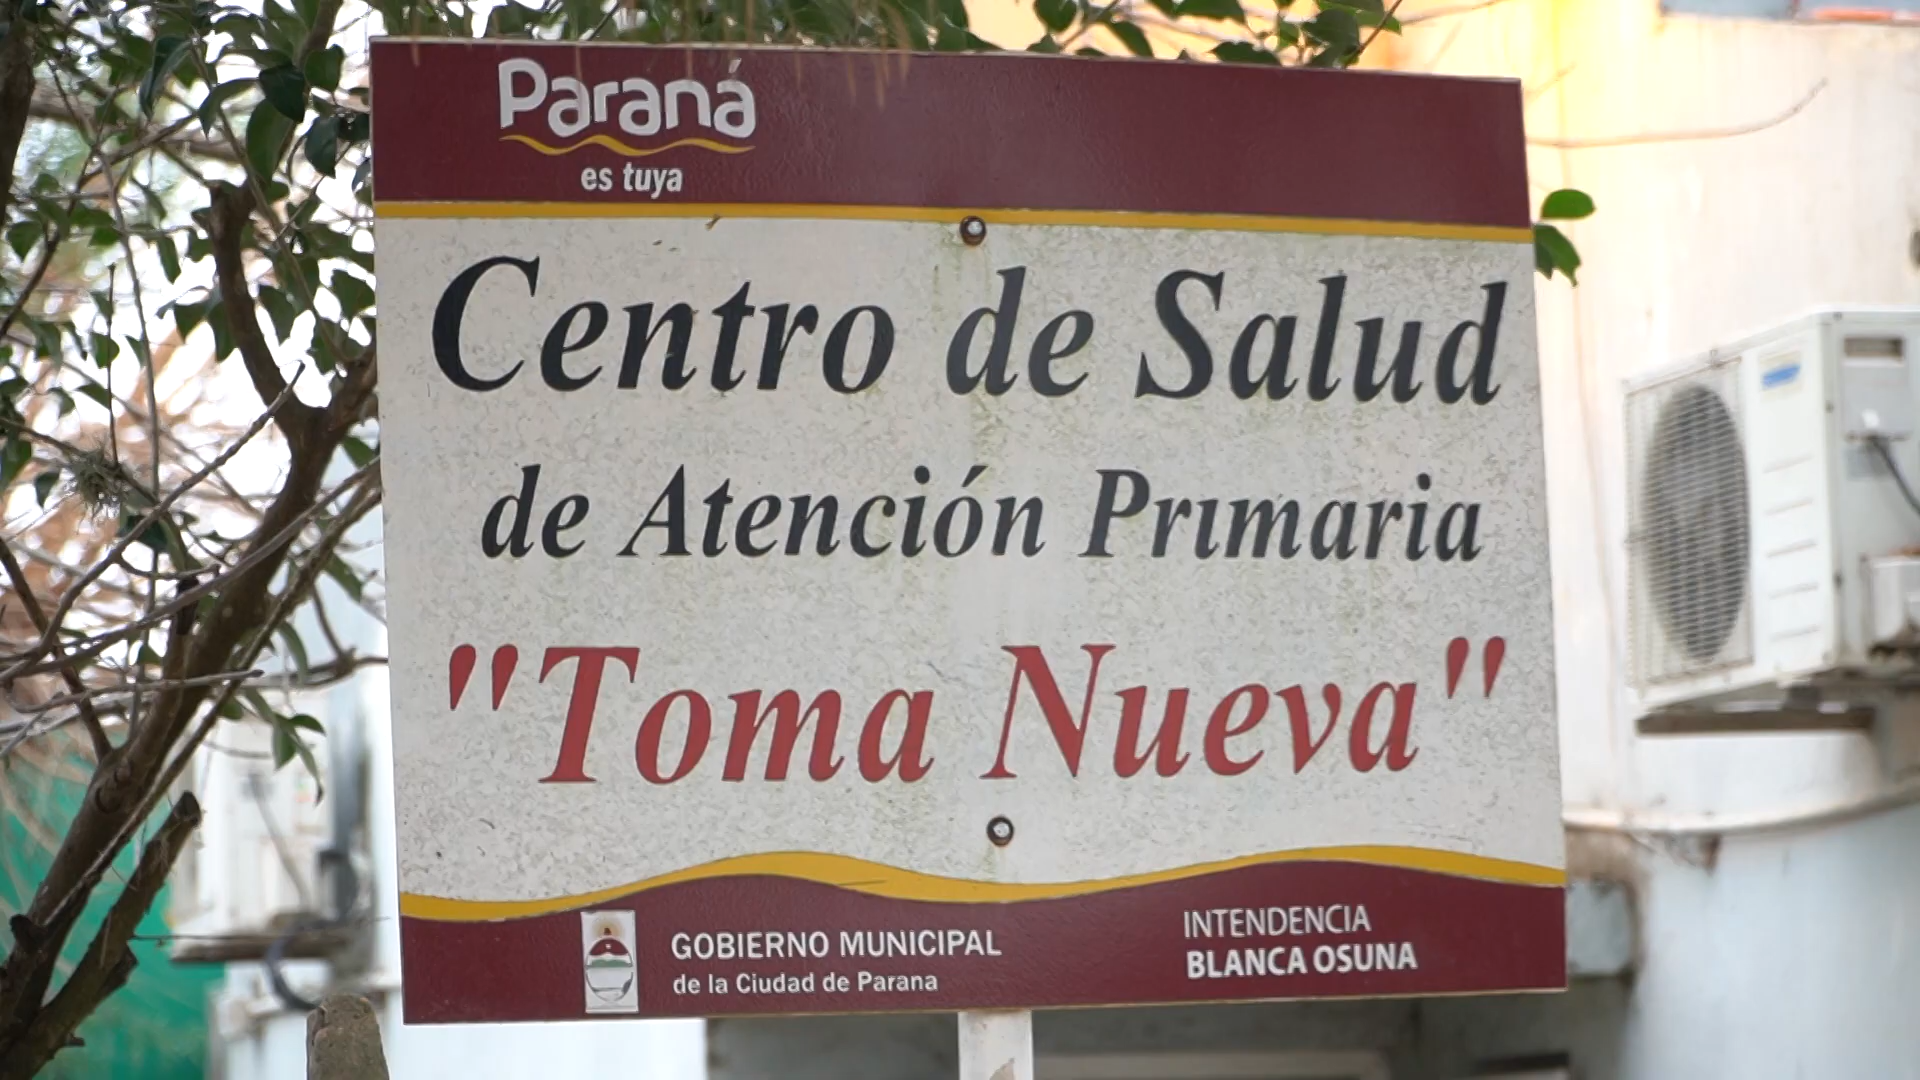 Paraná
es tuya
Centro de Salud
de Atención Primaria
"Toma Nueva"
GOBIERNO MUNICIPAL
de la Ciudad de Parana
INTENDENCIA
BLANCA OSUNA